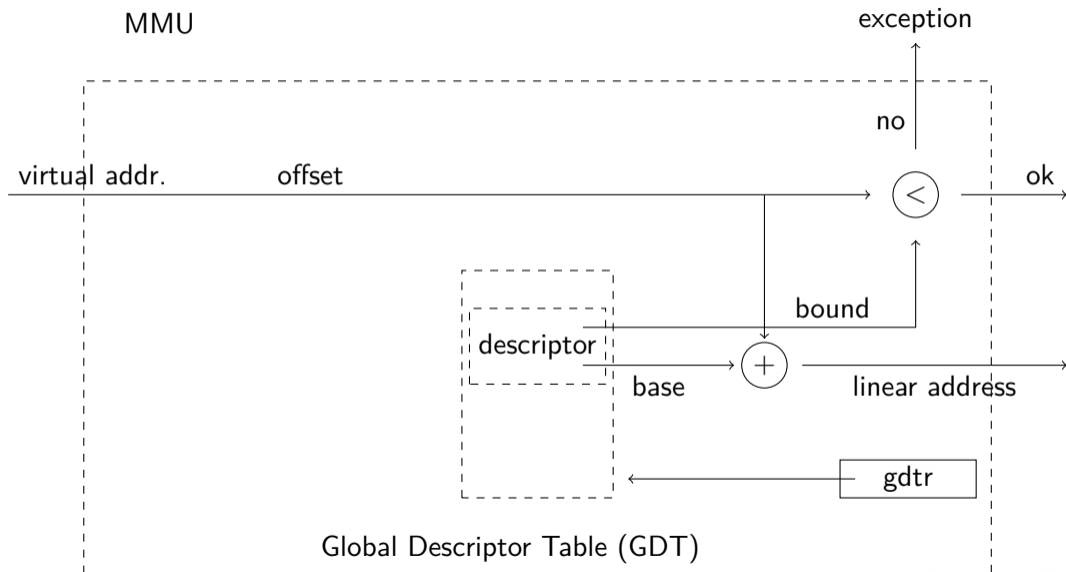 MMU
exception
no
virtual addr.
offset
<
ok
bound
descriptor
+
base
linear address
gdtr
Global Descriptor Table (GDT)